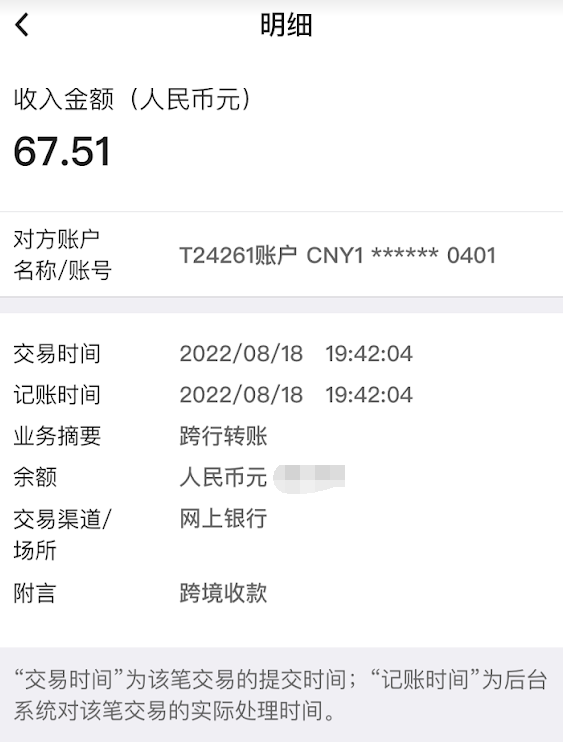 明细
收入金额（人民币元）
67.51
对方账户
名称/账号
T24261账户 CNY1 ****** 0401
交易时间 2022/08/18 19:42:04
记账时间 2022/08/18 19:42:04
业务摘要 跨行转账
余额 人民币元
交易渠道/
场所
网上银行
附言 跨境收款
“交易时间”为该笔交易的提交时间；“记账时间”为后台
系统对该笔交易的实际处理时间。